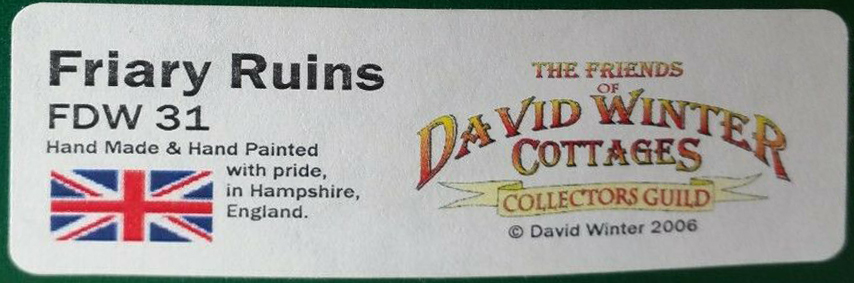 Friary Ruins
FDW 31
Hand Made & Hand Painted
with pride,
in Hampshire,
England.
THE FRIENDS
OF
DAVID WINTER
COTTAGES
COLLECTORS GUILD
© David Winter 2006